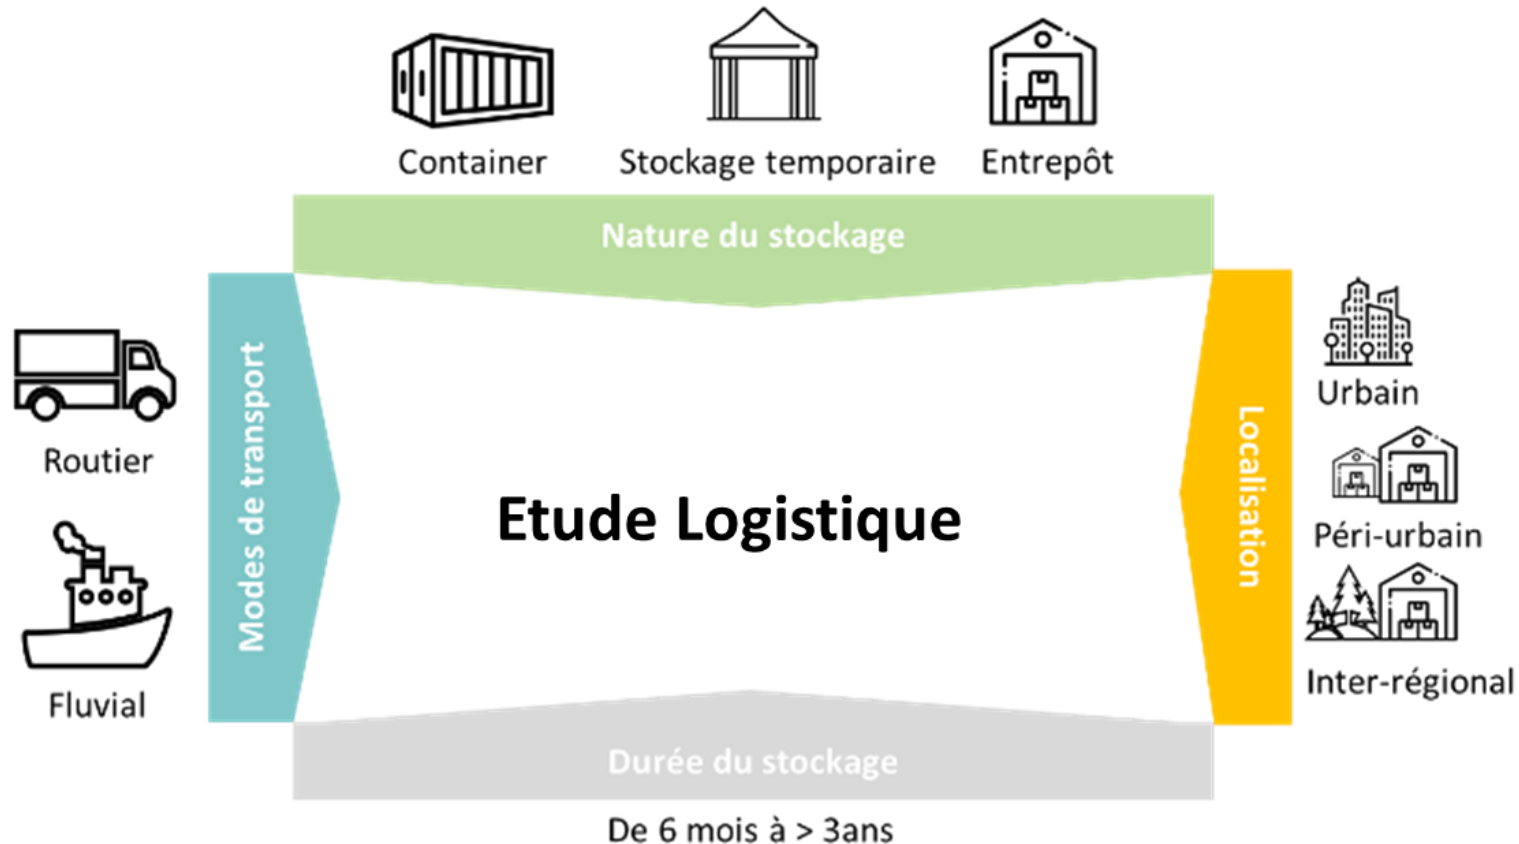 Container
Stockage temporaire
Entrepôt
Nature du stockage
Modes de transport
Routier
Fluvial
Etude Logistique
Localisation
Urbain
Péri-urbain
Inter-régional
Durée du stockage
De 6 mois à > 3ans